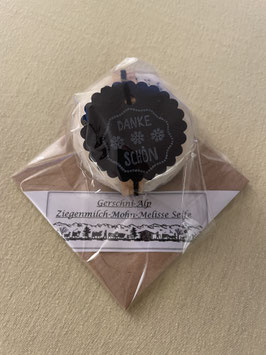 DANKE
SCHÖN
Gerschni-Alp
Ziegenmilch-Mohn-Melisse Seife